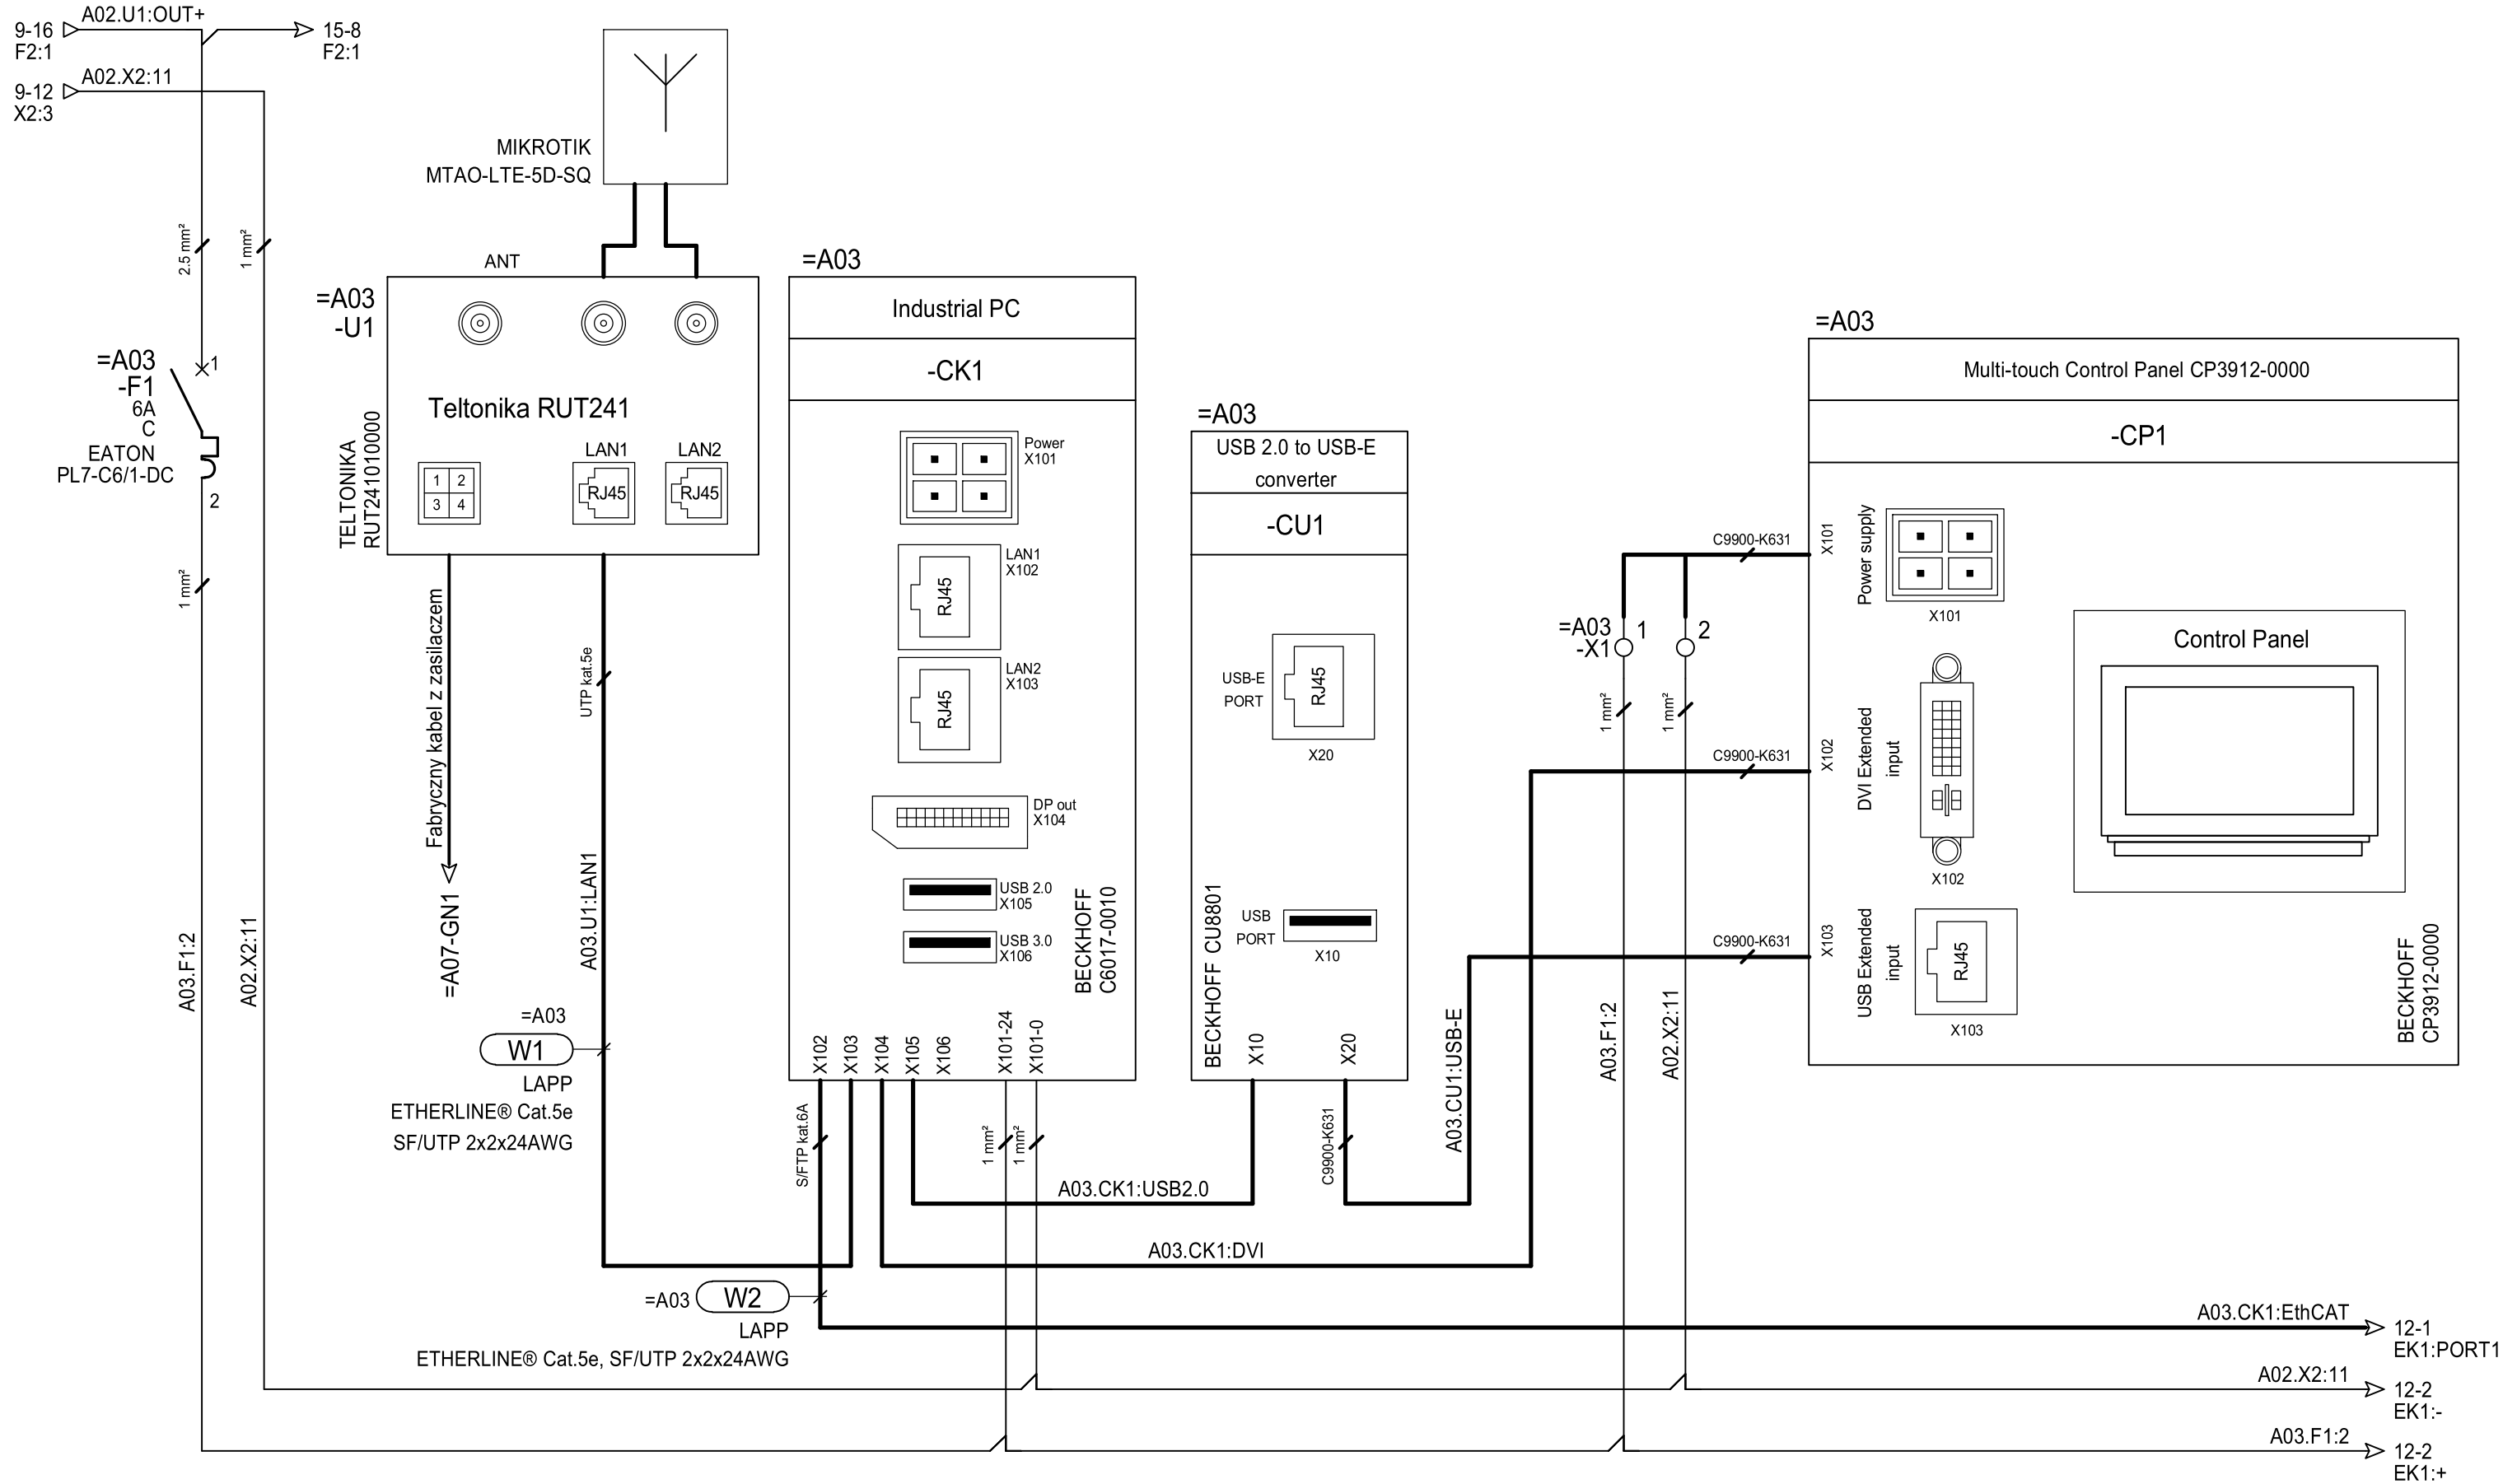 A02.U1:OUT+
9-16
F2:1
15-8
F2:1
A02.X2:11
9-12
X2:3
MIKROTIK
MTAO-LTE-5D-SQ
2.5 mm²
1 mm²
ANT
=A03
-U1
Teltonika RUT241
TELTONIKA
RUT241010000
LAN1
LAN2
1 2
3 4
RJ45
RJ45
=A03
-F1
6A
C
EATON
PL7-C6/1-DC
1
2
1 mm²
Fabryczny kabel z zasilaczem
=A07-GN1
UTP kat.5e
A03.U1:LAN1
A03.F1:2
A02.X2:11
=A03
W1
LAPP
ETHERLINE® Cat.5e
SF/UTP 2x2x24AWG
=A03
Industrial PC
-CK1
Power
X101
LAN1
X102
RJ45
LAN2
X103
RJ45
DP out
X104
USB 2.0
X105
USB 3.0
X106
BECKHOFF
C6017-0010
X102
X103
X104
X105
X106
X101-24
X101-0
S/FTP kat.6A
1 mm²
1 mm²
=A03
USB 2.0 to USB-E
converter
-CU1
USB-E
PORT
RJ45
X20
USB
PORT
X10
BECKHOFF CU8801
X10
X20
C9900-K631
A03.CK1:USB2.0
A03.CU1:USB-E
A03.CK1:DVI
=A03
W2
LAPP
ETHERLINE® Cat.5e, SF/UTP 2x2x24AWG
=A03
-X1
1
2
1 mm²
1 mm²
A03.F1:2
A02.X2:11
C9900-K631
C9900-K631
C9900-K631
=A03
Multi-touch Control Panel CP3912-0000
-CP1
X101
Power supply
X101
Control Panel
X102
DVI Extended
input
X102
X103
USB Extended
input
RJ45
X103
BECKHOFF
CP3912-0000
A03.CK1:EthCAT
12-1
EK1:PORT1
A02.X2:11
12-2
EK1:-
A03.F1:2
12-2
EK1:+